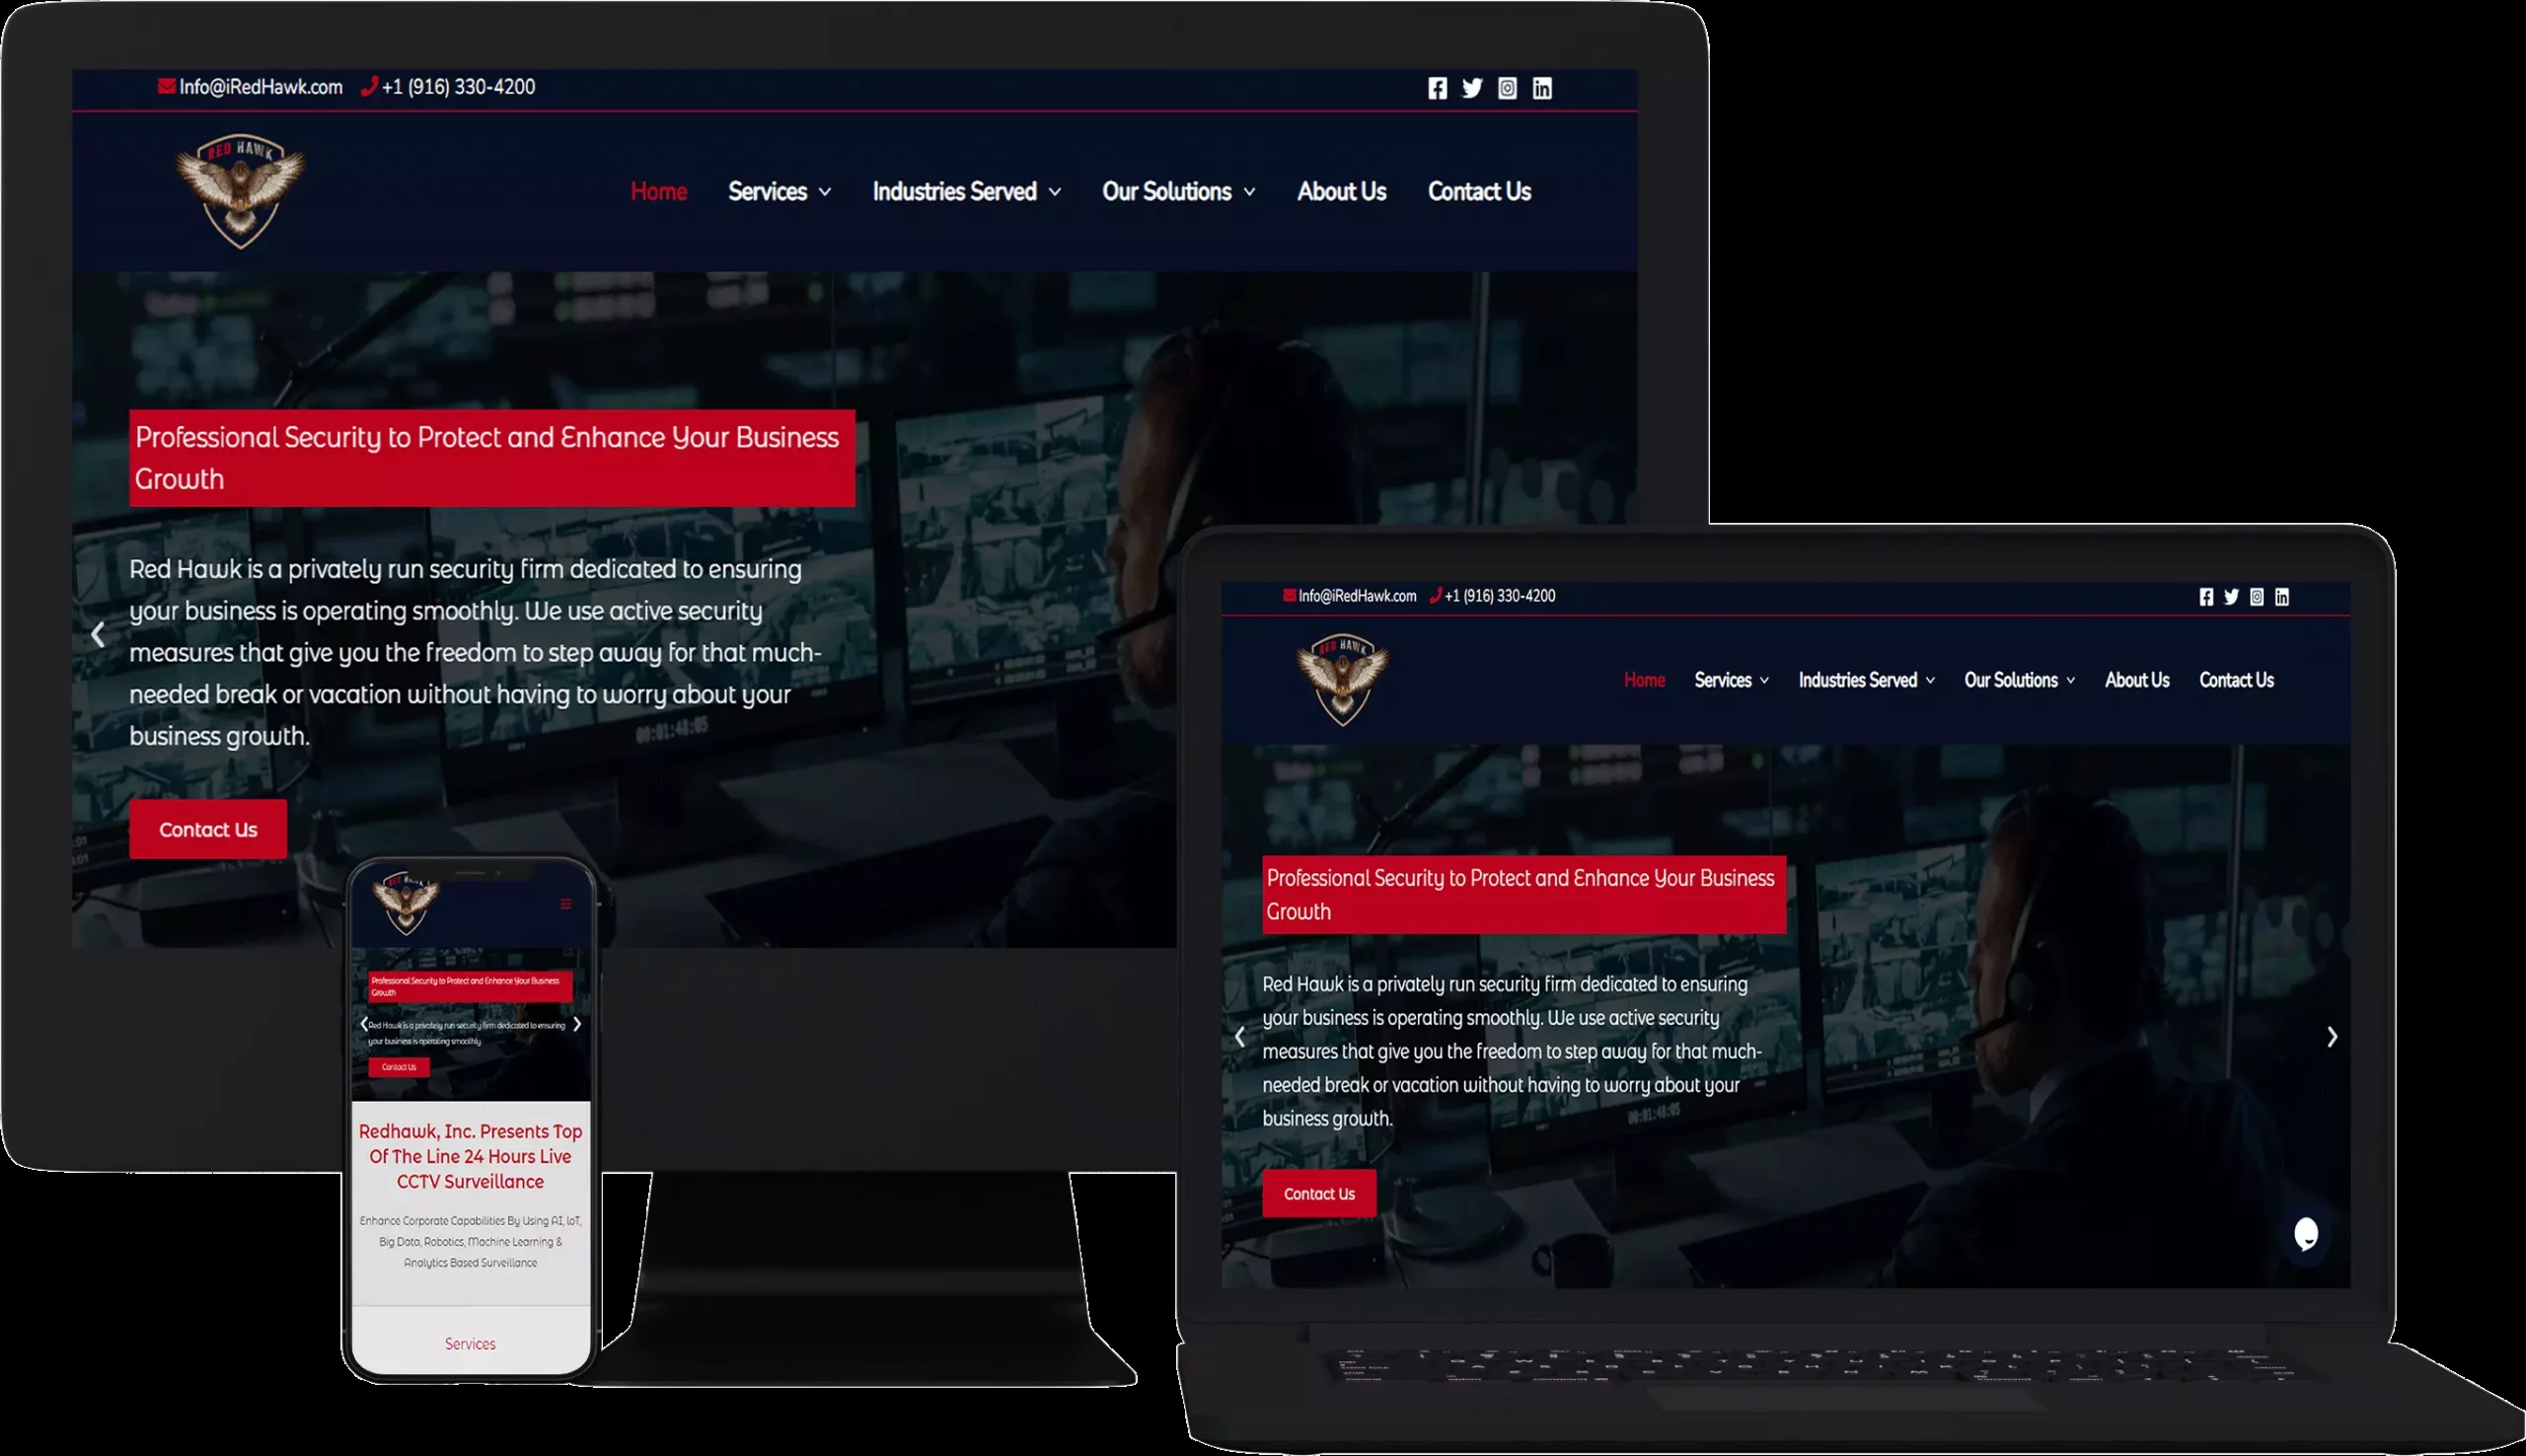 Info@iRedHawk.com +1 (916) 330-4200
RED HAWK
Home Services Industries Served Our Solutions About Us Contact Us
Professional Security to Protect and Enhance Your Business
Growth
Red Hawk is a privately run security firm dedicated to ensuring
your business is operating smoothly. We use active security
measures that give you the freedom to step away for that much-
needed break or vacation without having to worry about your
business growth.
00:01:48:05
Contact Us
Professional Security to Protect and Enhance Your Business
Growth
Red Hawk is a privately run security firm dedicated to ensuring
your business is operating smoothly.
Contact Us
Redhawk, Inc. Presents Top
Of The Line 24 Hours Live
CCTV Surveillance
Enhance Corporate Capabilities By Using AI, IoT,
Big Data, Robotics, Machine Learning &
Analytics Based Surveillance
Services
Info@iRedHawk.com +1 (916) 330-4200
RED HAWK
Home Services Industries Served Our Solutions About Us Contact Us
Professional Security to Protect and Enhance Your Business
Growth
Red Hawk is a privately run security firm dedicated to ensuring
your business is operating smoothly. We use active security
measures that give you the freedom to step away for that much-
needed break or vacation without having to worry about your
business growth.
00:01:48:05
Contact Us